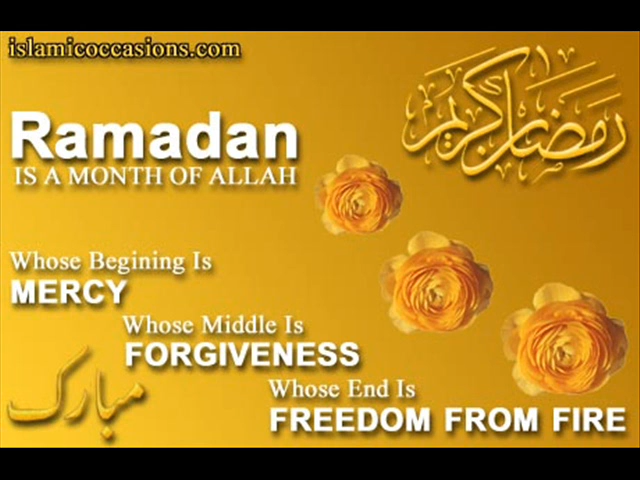 islamicoccasions.com
رمضان كريم
Ramadan
IS A MONTH OF ALLAH
Whose Begining Is
MERCY
Whose Middle Is
FORGIVENESS
مبارك
Whose End Is
FREEDOM FROM FIRE